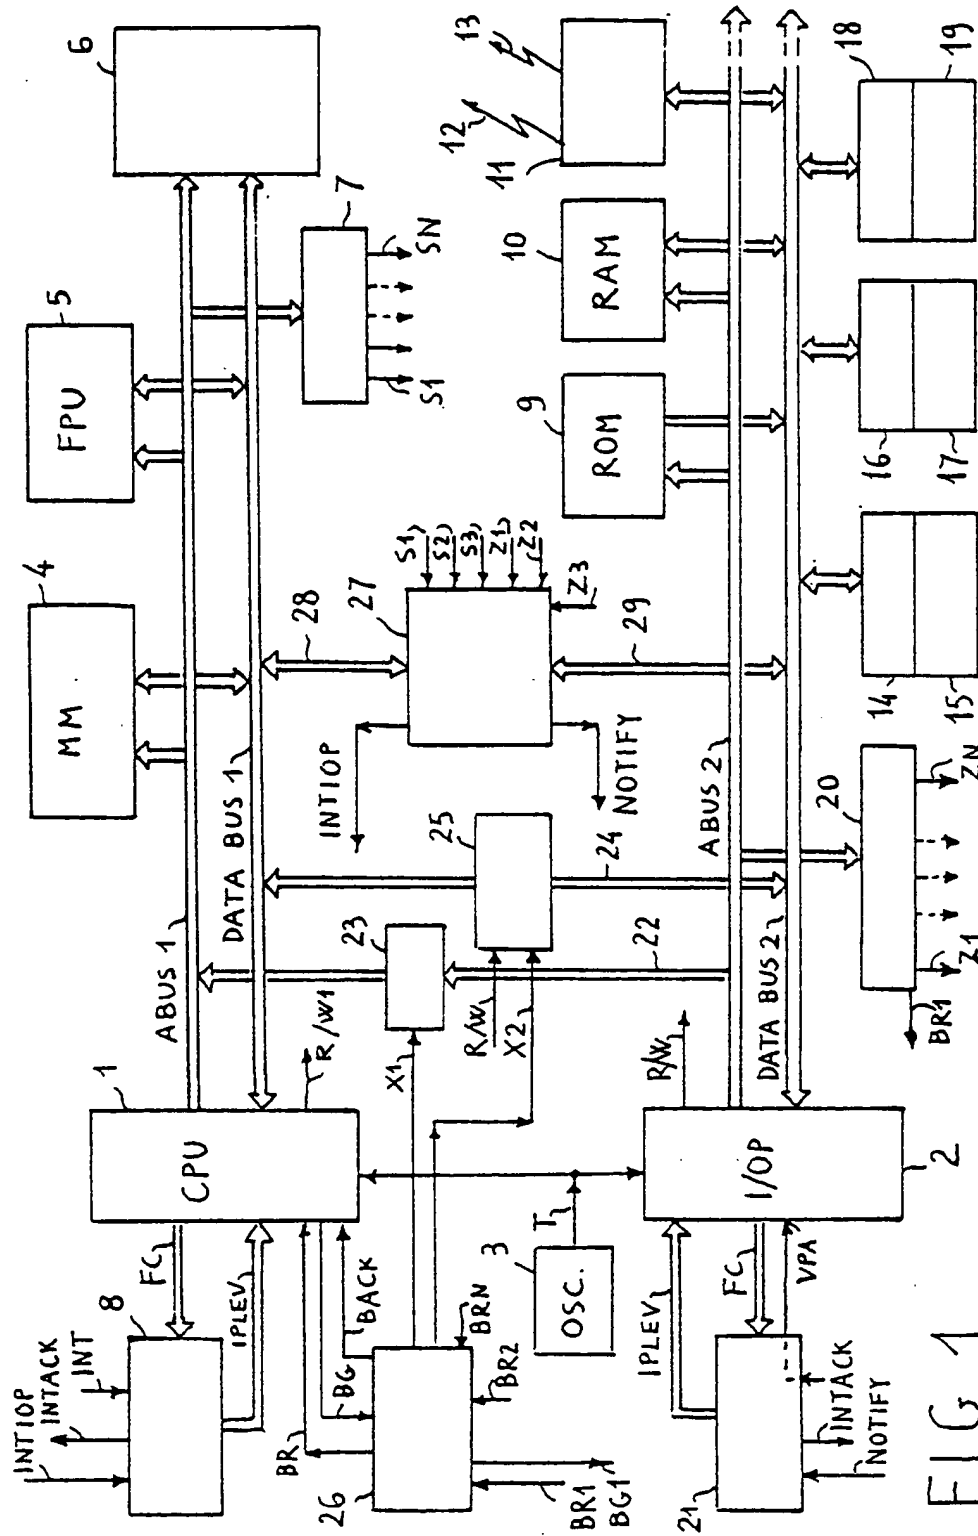 6
5
FPU
4
MM
7
SN
S1
ABUS 1
DATA BUS 1
1
CPU
R/W1
FC
IPLEV
8
INTIOP
INTACK
INT
BR
BG
BACK
26
BR1
BG1
BR2
BRN
X1
23
22
R/W
X2
25
24
INTIOP
NOTIFY
28
27
29
S1
S2
S3
Z1
Z2
Z3
3
OSC.
T
13
12
11
10
RAM
9
ROM
ABUS 2
DATA BUS 2
R/W
I/OP
2
IPLEV
FC
VPA
21
INTACK
NOTIFY
BR1
Z1
ZN
20
14
15
16
17
18
19
FIG 1